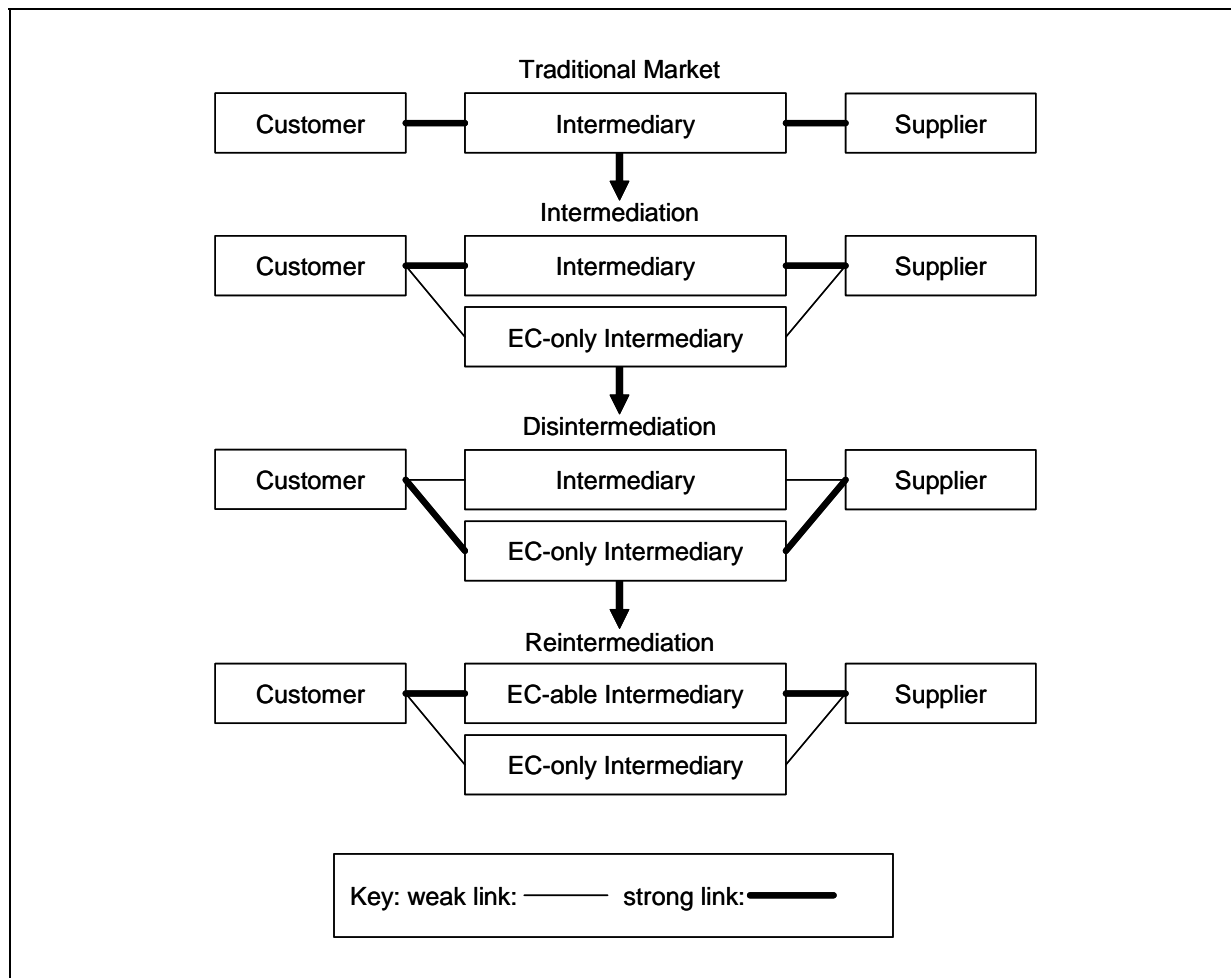 Traditional Market
Customer Intermediary Supplier
Intermediation
Customer Intermediary Supplier
EC-only Intermediary
Disintermediation
Customer Intermediary Supplier
EC-only Intermediary
Reintermediation
Customer EC-able Intermediary Supplier
EC-only Intermediary
Key: weak link: strong link: